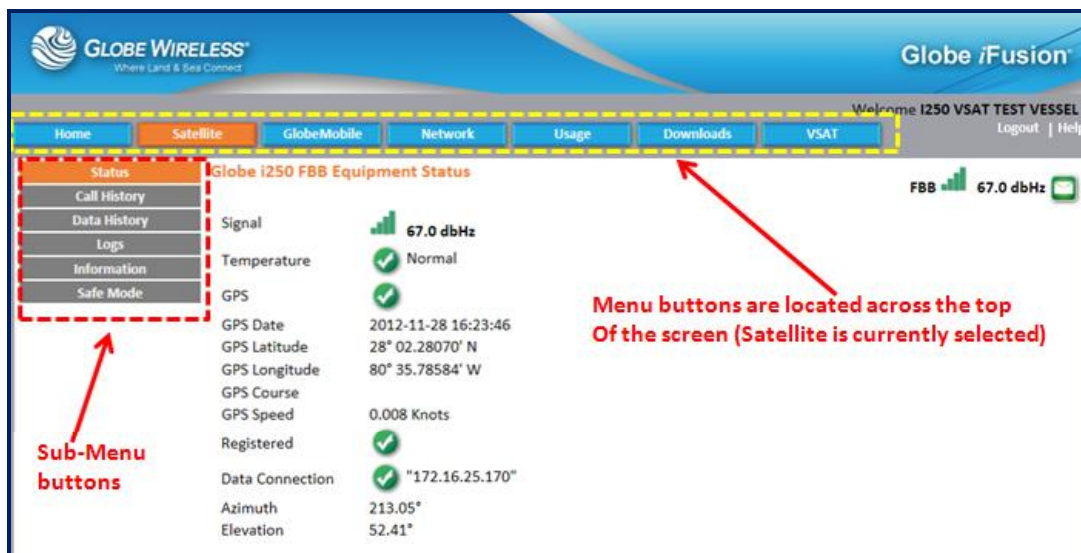 GLOBE WIRELESS
Where Land & Sea Connect
Globe iFusion
Welcome I250 VSAT TEST VESSEL
Logout | Help
Home Satellite GlobeMobile Network Usage Downloads VSAT
Status
Call History
Data History
Logs
Information
Safe Mode
Globe i250 FBB Equipment Status
FBB 67.0 dbHz
Signal 67.0 dbHz
Temperature Normal
GPS
GPS Date 2012-11-28 16:23:46
GPS Latitude 28° 02.28070' N
GPS Longitude 80° 35.78584' W
GPS Course
GPS Speed 0.008 Knots
Registered
Data Connection "172.16.25.170"
Azimuth 213.05°
Elevation 52.41°
Menu buttons are located across the top
Of the screen (Satellite is currently selected)
Sub-Menu
buttons